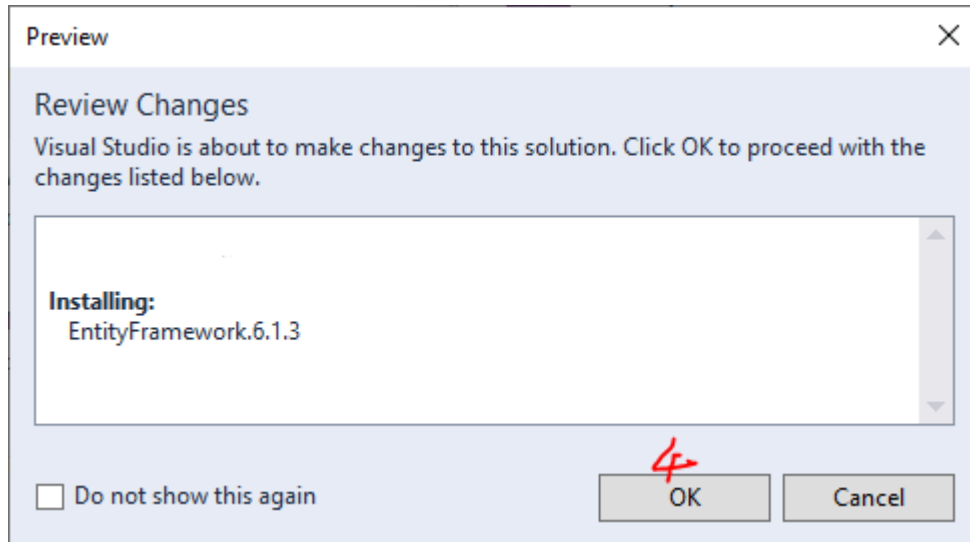 Preview
Review Changes
Visual Studio is about to make changes to this solution. Click OK to proceed with the
changes listed below.
Installing:
EntityFramework.6.1.3
4
Do not show this again
OK
Cancel